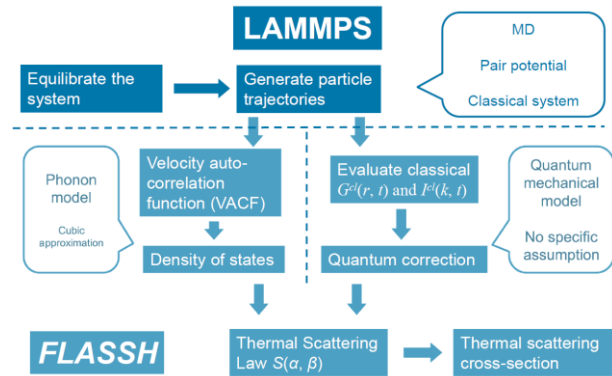 LAMMPS
Equilibrate the
system
Generate particle
trajectories
MD
Pair potential
Classical system
Phonon
model
Cubic
approximation
Velocity auto-
correlation
function (VACF)
Density of states
Evaluate classical
Gᶜˡ(r, t) and Iᶜˡ(k, t)
Quantum correction
Quantum
mechanical
model
No specific
assumption
FLASSH
Thermal Scattering
Law S(α, β)
Thermal scattering
cross-section